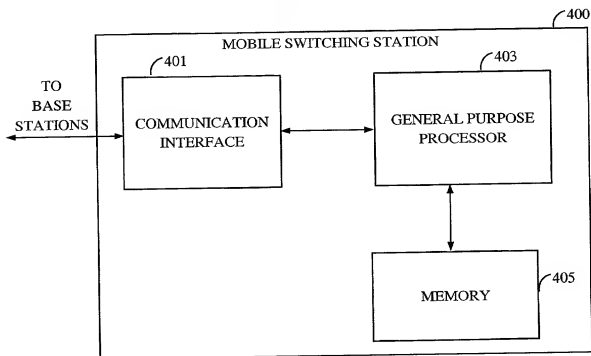 400
MOBILE SWITCHING STATION
401
403
TO
BASE
STATIONS
COMMUNICATION
INTERFACE
GENERAL PURPOSE
PROCESSOR
405
MEMORY